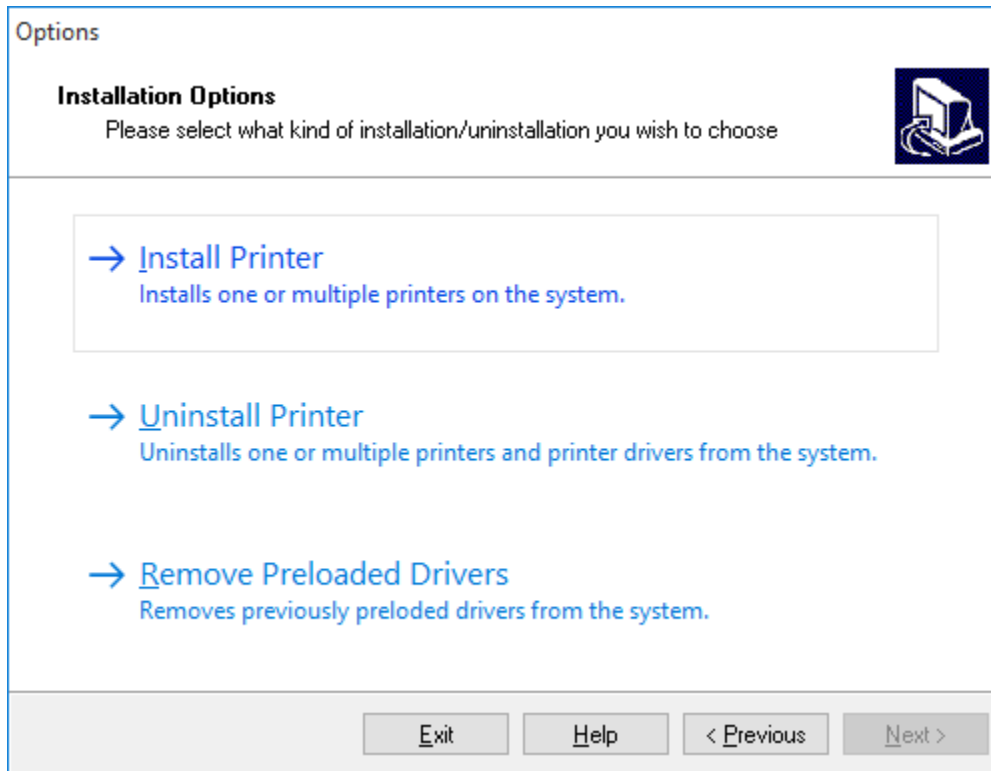 Options
Installation Options
Please select what kind of installation/uninstallation you wish to choose
Install Printer
Installs one or multiple printers on the system.
Uninstall Printer
Uninstalls one or multiple printers and printer drivers from the system.
Remove Preloaded Drivers
Removes previously preloded drivers from the system.
Exit Help < Previous Next >